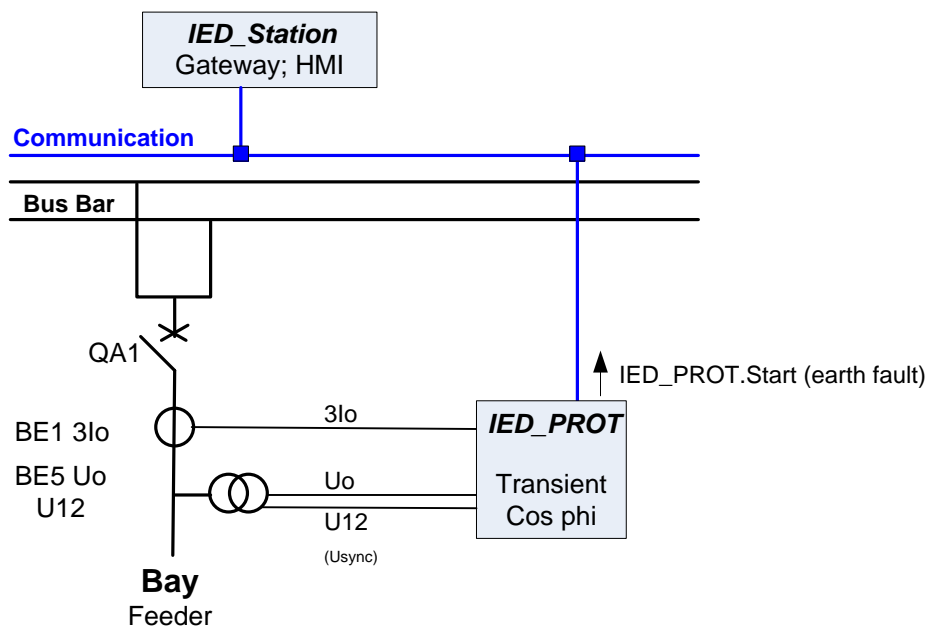 IED_Station
Gateway; HMI
Communication
Bus Bar
QA1
IED_PROT.Start (earth fault)
BE1 3Io
3Io
IED_PROT
BE5 Uo
U12
Uo
U12
(Usync)
Transient
Cos phi
Bay
Feeder